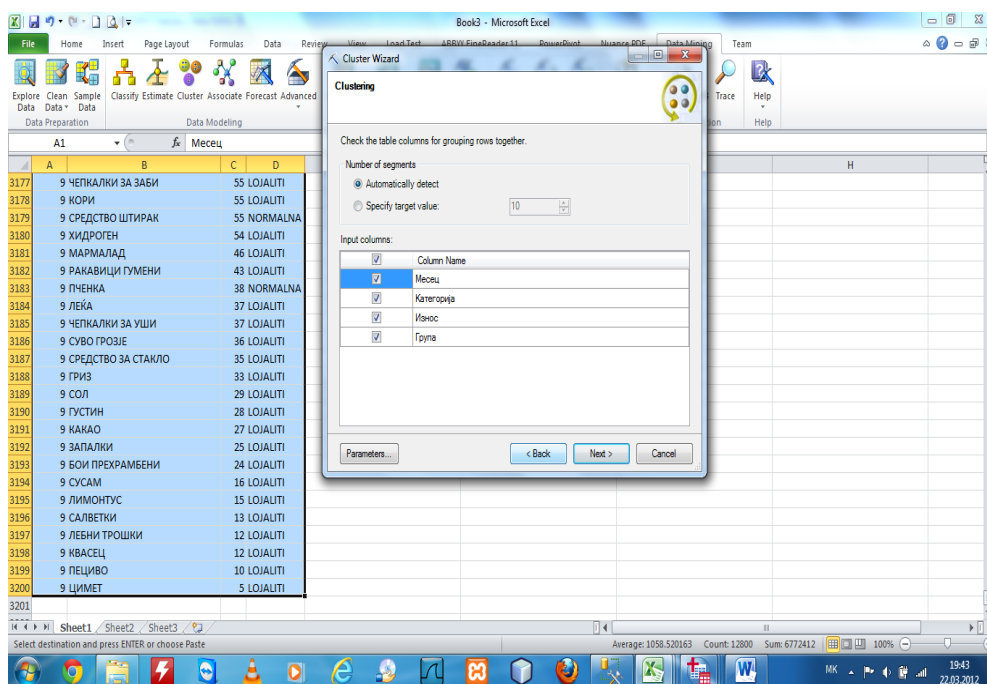 Book3 - Microsoft Excel
File Home Insert Page Layout Formulas Data Review View Load Test ABBYY FineReader 11 PowerPivot Nuance PDF Data Mining Team
Explore Data Clean Data Sample Data Classify Estimate Cluster Associate Forecast Advanced Trace Help
Data Preparation Data Modeling Help
A1 fx Месец
A B C D H
3177 9 ЧЕПКАЛКИ ЗА ЗАБИ 55 LOJALITI
3178 9 КОРИ 55 LOJALITI
3179 9 СРЕДСТВО ШТИРАК 55 NORMALNA
3180 9 ХИДРОГЕН 54 LOJALITI
3181 9 МАРМАЛАД 46 LOJALITI
3182 9 РАКАВИЦИ ГУМЕНИ 43 LOJALITI
3183 9 ПЧЕНКА 38 NORMALNA
3184 9 ЛЕЌА 37 LOJALITI
3185 9 ЧЕПКАЛКИ ЗА УШИ 37 LOJALITI
3186 9 СУВО ГРОЗЈЕ 36 LOJALITI
3187 9 СРЕДСТВО ЗА СТАКЛО 35 LOJALITI
3188 9 ГРИЗ 33 LOJALITI
3189 9 СОЛ 29 LOJALITI
3190 9 ГУСТИН 28 LOJALITI
3191 9 КАКАО 27 LOJALITI
3192 9 ЗАПАЛКИ 25 LOJALITI
3193 9 БОИ ПРЕХРАМБЕНИ 24 LOJALITI
3194 9 СУСАМ 16 LOJALITI
3195 9 ЛИМОНТУС 15 LOJALITI
3196 9 САЛВЕТКИ 13 LOJALITI
3197 9 ЛЕБНИ ТРОШКИ 12 LOJALITI
3198 9 КВАСЕЦ 12 LOJALITI
3199 9 ПЕЦИВО 10 LOJALITI
3200 9 ЦИМЕТ 5 LOJALITI
3201
Cluster Wizard
Clustering
Check the table columns for grouping rows together.
Number of segments
Automatically detect
Specify target value: 10
Input columns:
Column Name
Месец
Категорија
Износ
Група
Parameters... < Back Next > Cancel
Sheet1 Sheet2 Sheet3
Select destination and press ENTER or choose Paste Average: 1058.520163 Count: 12800 Sum: 6772412 100%
MK 19:43
22.03.2012